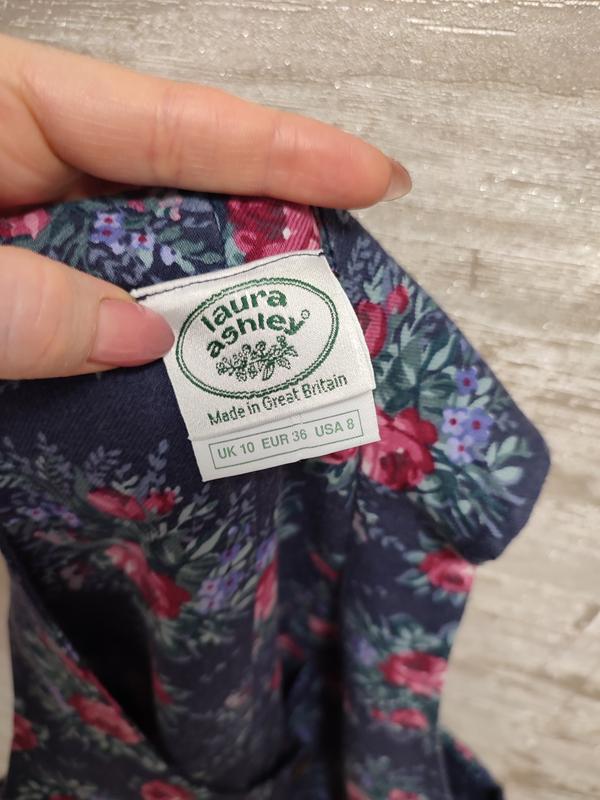 laura
ashley®
Made in Great Britain
UK 10 EUR 36 USA 8